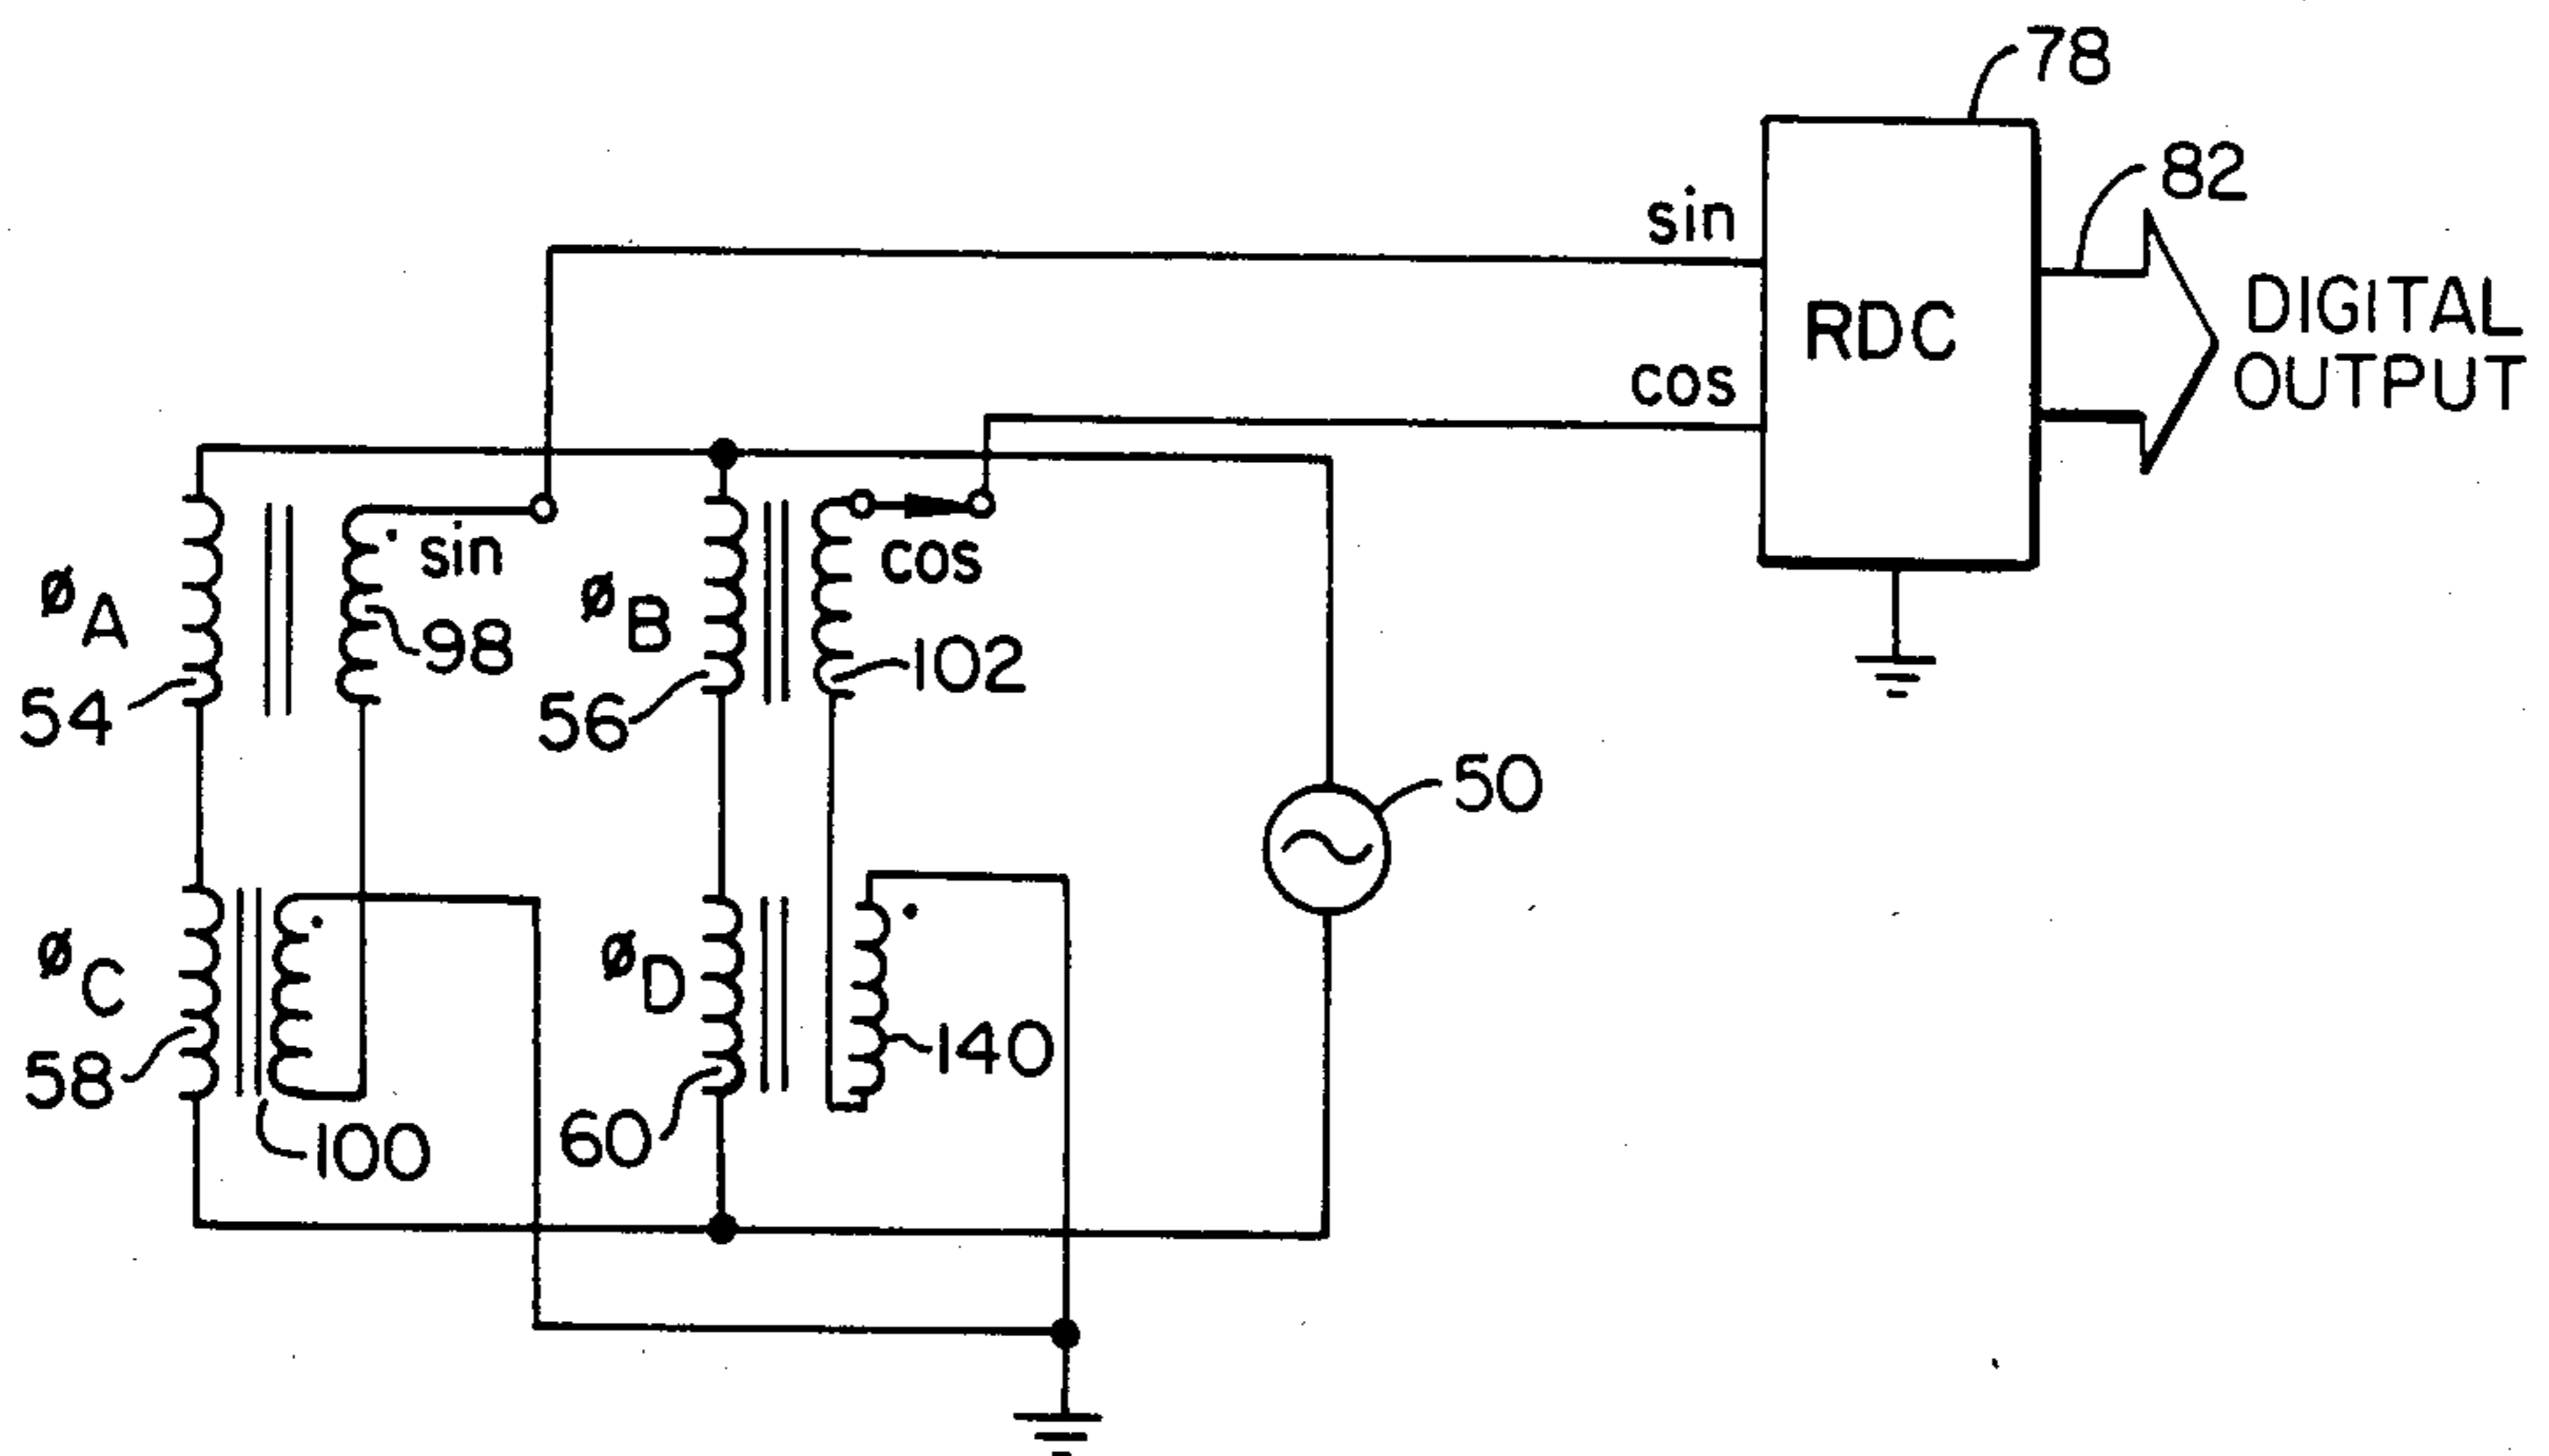 78
82
sin
RDC
DIGITAL
OUTPUT
cos
øA
sin
98
54
øB
cos
102
56
50
øC
58
100
øD
140
60